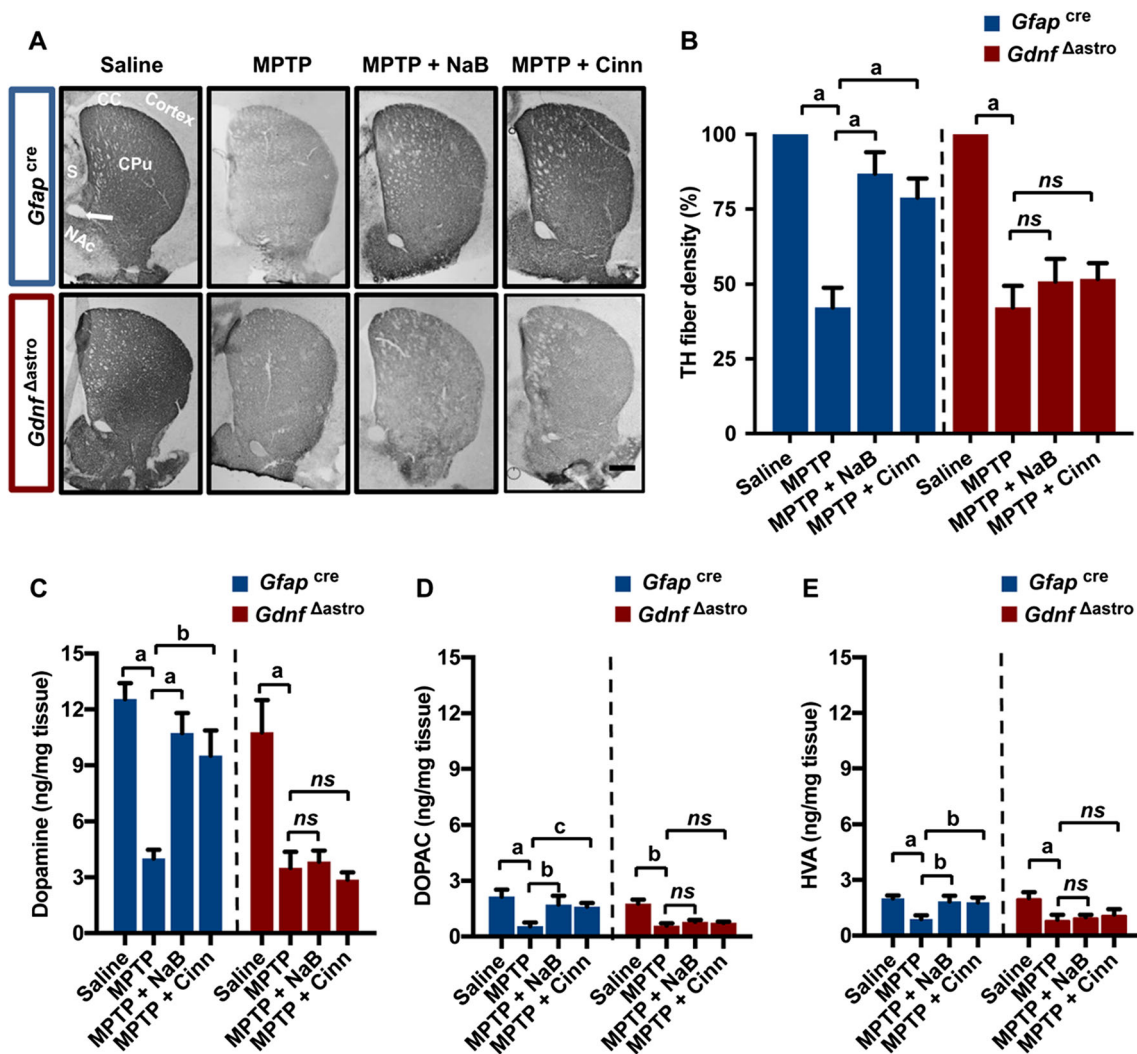 A
Saline
MPTP
MPTP + NaB
MPTP + Cinn
Gfap cre
CC
Cortex
CPu
S
NAc
Gdnf Δastro
B
Gfap cre
Gdnf Δastro
TH fiber density (%)
100
75
50
25
0
a
a
a
a
ns
ns
Saline
MPTP
MPTP + NaB
MPTP + Cinn
Saline
MPTP
MPTP + NaB
MPTP + Cinn
C
Gfap cre
Gdnf Δastro
Dopamine (ng/mg tissue)
15
12
9
6
3
0
b
a
a
a
ns
ns
Saline
MPTP
MPTP + NaB
MPTP + Cinn
Saline
MPTP
MPTP + NaB
MPTP + Cinn
D
Gfap cre
Gdnf Δastro
DOPAC (ng/mg tissue)
15
12
9
6
3
0
c
a
b
ns
b
ns
Saline
MPTP
MPTP + NaB
MPTP + Cinn
Saline
MPTP
MPTP + NaB
MPTP + Cinn
E
Gfap cre
Gdnf Δastro
HVA (ng/mg tissue)
15
12
9
6
3
0
b
a
b
ns
a
ns
Saline
MPTP
MPTP + NaB
MPTP + Cinn
Saline
MPTP
MPTP + NaB
MPTP + Cinn